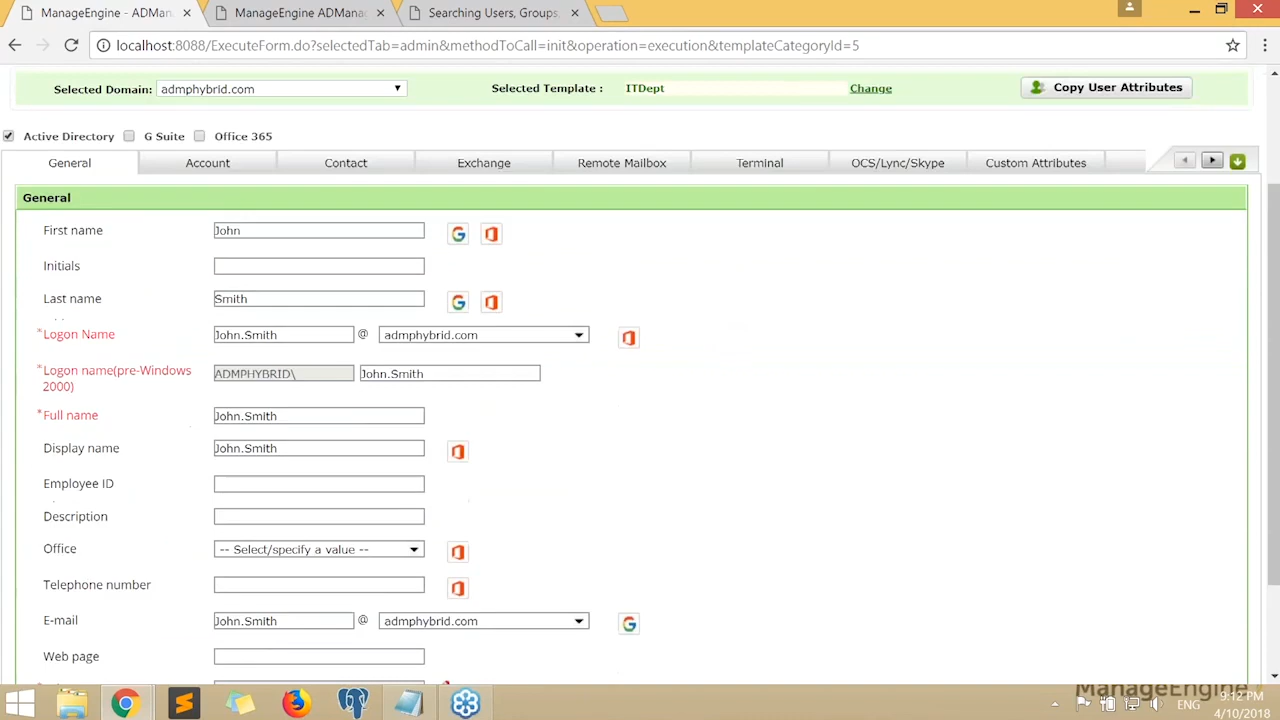 ManageEngine - ADMan
ManageEngine ADMana
Searching Users, Groups
localhost:8088/ExecuteForm.do?selectedTab=admin&methodToCall=init&operation=execution&templateCategoryId=5
Selected Domain: admphybrid.com Selected Template : ITDept Change Copy User Attributes
Active Directory G Suite Office 365
General Account Contact Exchange Remote Mailbox Terminal OCS/Lync/Skype Custom Attributes
General
First name John
Initials
Last name Smith
*Logon Name John.Smith @ admphybrid.com
*Logon name(pre-Windows 2000) ADMPHYBRID\ John.Smith
*Full name John.Smith
Display name John.Smith
Employee ID
Description
Office -- Select/specify a value --
Telephone number
E-mail John.Smith @ admphybrid.com
Web page
ManageEngine
ENG
9:12 PM
4/10/2018